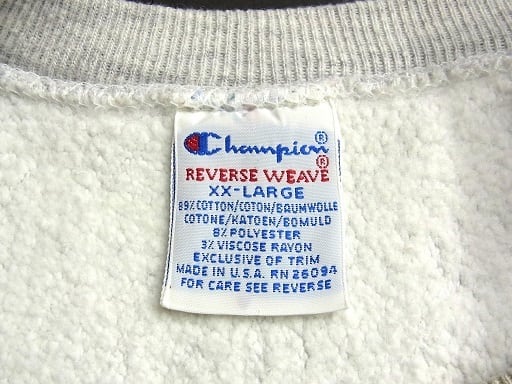 Champion®
REVERSE WEAVE®
XX-LARGE
89% COTTON/COTON/BAUMWOLLE
COTONE/KATOEN/BOMULD
8% POLYESTER
3% VISCOSE RAYON
EXCLUSIVE OF TRIM
MADE IN U.S.A. RN 26094
FOR CARE SEE REVERSE